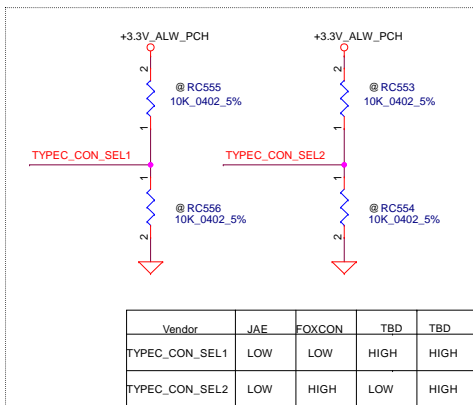 +3.3V_ALW_PCH +3.3V_ALW_PCH
2 2
@ RC555 @ RC553
10K_0402_5% 10K_0402_5%
1 1
TYPEC_CON_SEL1 TYPEC_CON_SEL2
1 1
@ RC556 @ RC554
10K_0402_5% 10K_0402_5%
2 2
Vendor JAE FOXCON TBD TBD
TYPEC_CON_SEL1 LOW LOW HIGH HIGH
TYPEC_CON_SEL2 LOW HIGH LOW HIGH